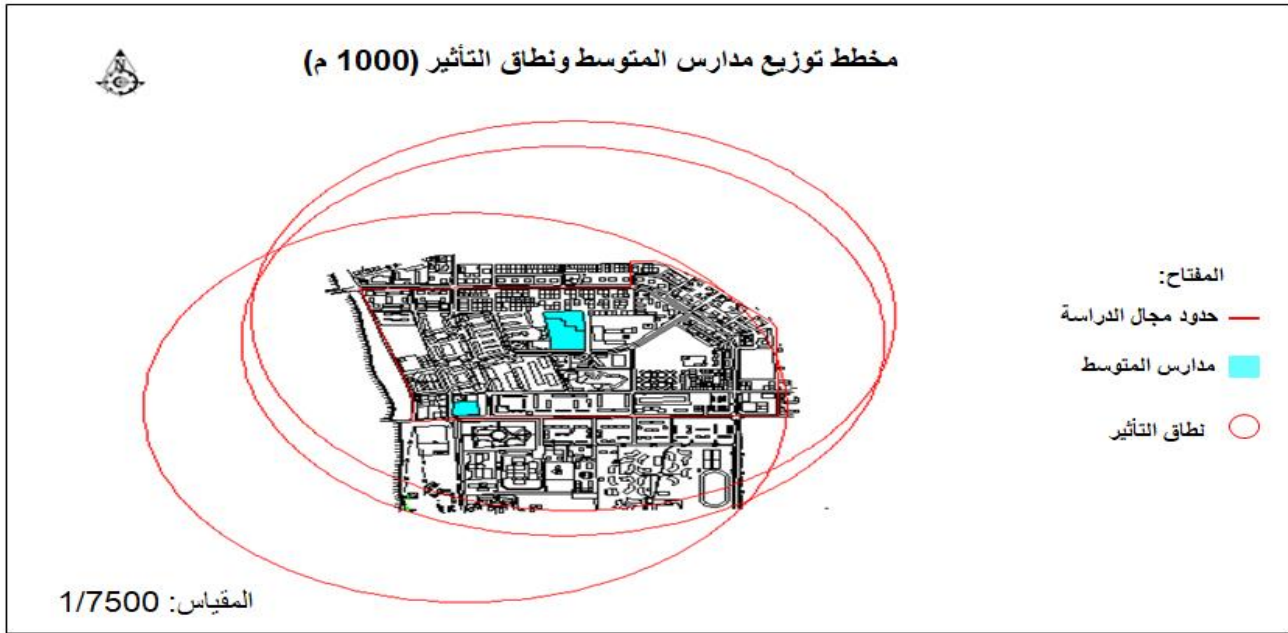 مخطط توزيع مدارس المتوسط ونطاق التأثير (1000 م)
N
المفتاح:
حدود مجال الدراسة
مدارس المتوسط
نطاق التأثير
المقياس: 1/7500